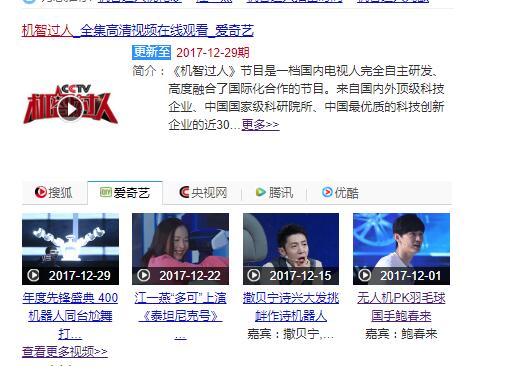 机智过人_全集高清视频在线观看_爱奇艺
更新至 2017-12-29期
简介：《机智过人》节目是一档国内电视人完全自主研发、
高度融合了国际化合作的节目。来自国内外顶级科技
企业、中国国家级科研院所、中国最优质的科技创新
企业的近30...更多>>
CCTV
机智过人
搜狐 爱奇艺 央视网 腾讯 优酷
2017-12-29 2017-12-22 2017-12-15 2017-12-01
年度先锋盛典 400 江一燕“多可”上演 撒贝宁诗兴大发挑 无人机PK羽毛球
机器人同台尬舞 《泰坦尼克号》 衅作诗机器人 国手鲍春来
打... ... 嘉宾：撒贝宁,... 嘉宾：鲍春来
查看更多视频>>